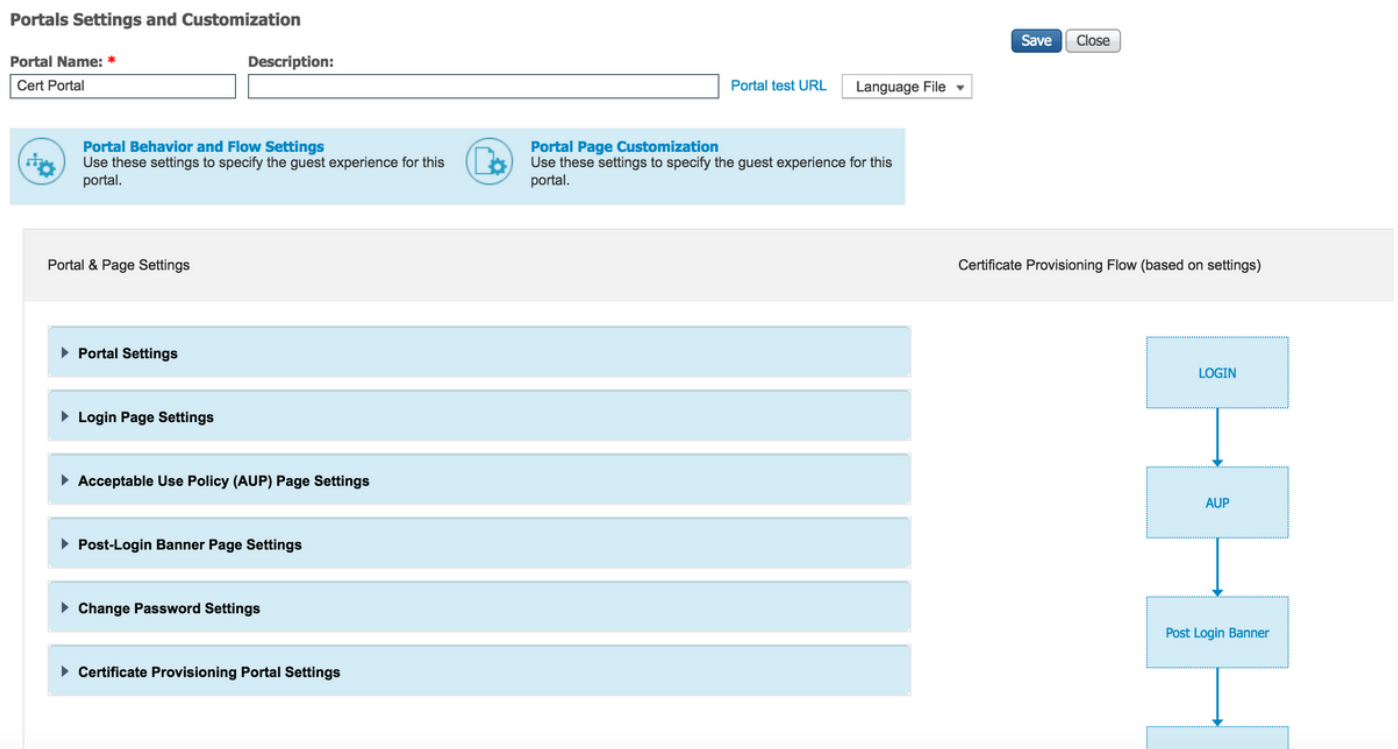 Portals Settings and Customization
Save Close
Portal Name: * Description:
Cert Portal Portal test URL Language File
Portal Behavior and Flow Settings
Use these settings to specify the guest experience for this
portal.
Portal Page Customization
Use these settings to specify the guest experience for this
portal.
Portal & Page Settings
Certificate Provisioning Flow (based on settings)
Portal Settings
Login Page Settings
Acceptable Use Policy (AUP) Page Settings
Post-Login Banner Page Settings
Change Password Settings
Certificate Provisioning Portal Settings
LOGIN
AUP
Post Login Banner